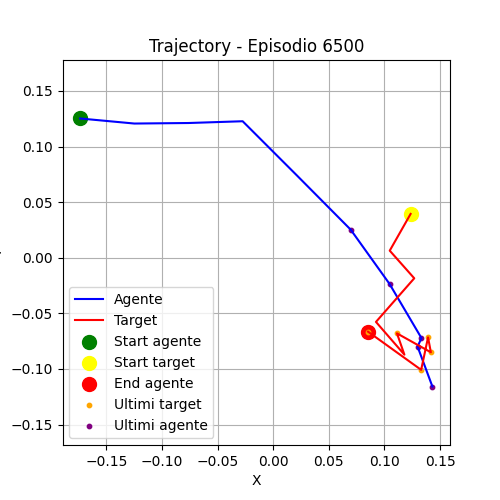 Trajectory - Episodio 6500
0.15
0.10
0.05
0.00
−0.05
−0.10
−0.15
Agente
Target
Start agente
Start target
End agente
Ultimi target
Ultimi agente
−0.15 −0.10 −0.05 0.00 0.05 0.10 0.15
X